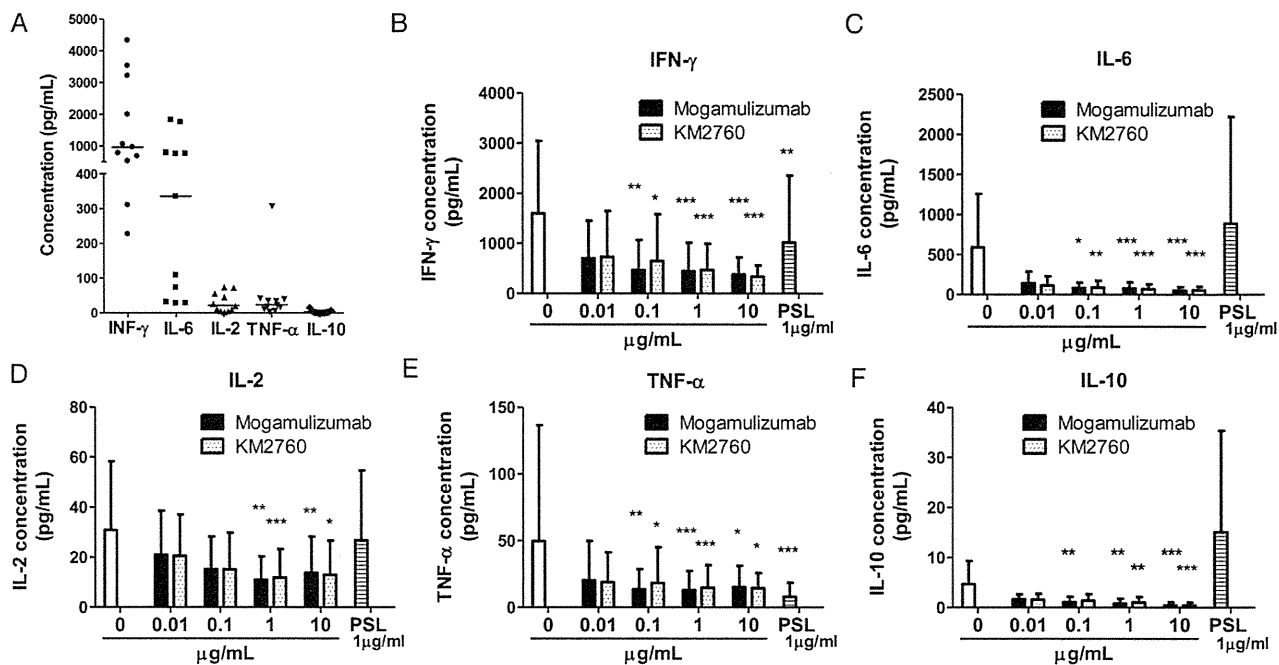 A
Concentration (pg/mL)
5000
4000
3000
2000
1000
400
300
200
100
0
INF-γ IL-6 IL-2 TNF-α IL-10
B
IFN-γ
IFN-γ concentration
(pg/mL)
4000
3000
2000
1000
0
Mogamulizumab
KM2760
** * *** *** *** *** **
0 0.01 0.1 1 10 PSL
1μg/ml
μg/mL
C
IL-6
IL-6 concentration
(pg/mL)
2500
2000
1500
1000
500
0
Mogamulizumab
KM2760
* ** *** *** *** ***
0 0.01 0.1 1 10 PSL
1μg/ml
μg/mL
D
IL-2
IL-2 concentration
(pg/mL)
80
60
40
20
0
Mogamulizumab
KM2760
** *** ** *
0 0.01 0.1 1 10 PSL
1μg/ml
μg/mL
E
TNF-α
TNF-α concentration
(pg/mL)
150
100
50
0
Mogamulizumab
KM2760
** * *** *** * * ***
0 0.01 0.1 1 10 PSL
1μg/ml
μg/mL
F
IL-10
IL-10 concentration
(pg/mL)
40
30
20
10
0
Mogamulizumab
KM2760
** ** ** *** ***
0 0.01 0.1 1 10 PSL
1μg/ml
μg/mL